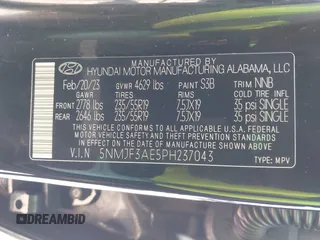 MANUFACTURED BY
HYUNDAI MOTOR MANUFACTURING ALABAMA, LLC
Feb/20/23 GVWR 4629 lbs PAINT S3B TRIM NNB
GAWR TIRES RIMS COLD TIRE INFL. PRESS.
FRONT 2778 lbs 235/55R19 7.5JX19 35 psi SINGLE
REAR 2646 lbs 235/55R19 7.5JX19 35 psi SINGLE
THIS VEHICLE CONFORMS TO ALL APPLICABLE U.S. FEDERAL MOTOR VEHICLE
SAFETY, BUMPER, AND THEFT PREVENTION STANDARDS IN EFFECT ON
THE DATE OF MANUFACTURE SHOWN ABOVE.
V.I.N 5NMJF3AE5PH237043 TYPE: MPV
DREAMBID